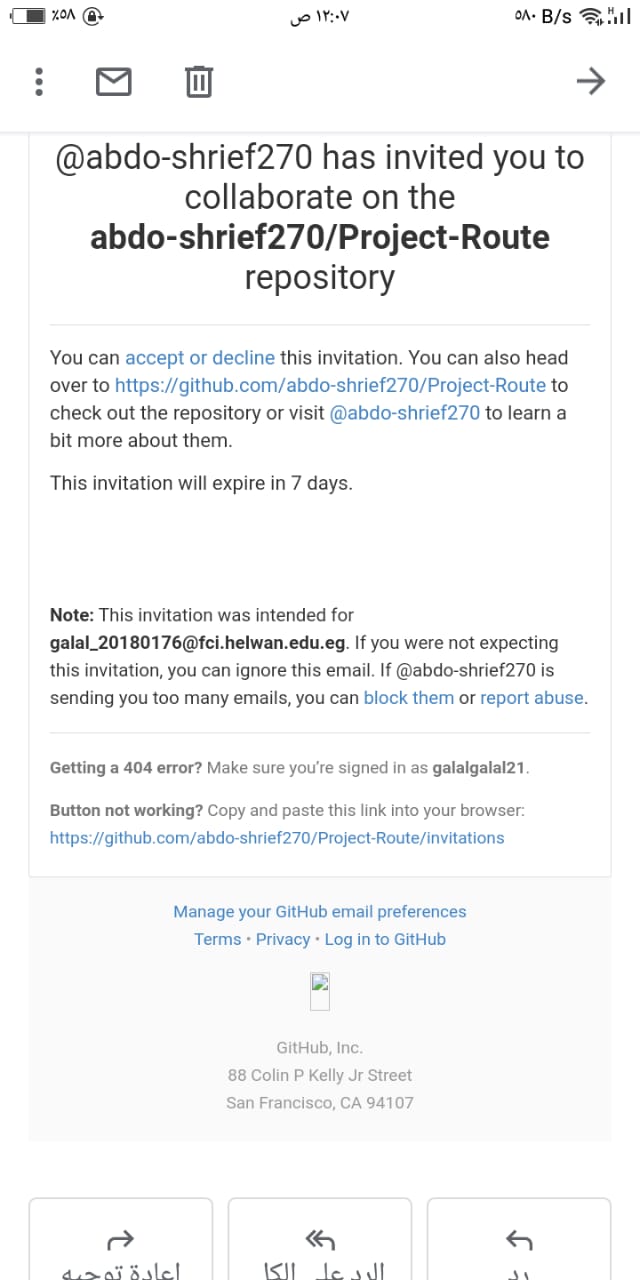 ٪٥٨
١٢:٠٧ ص
٥٨٠ B/s
H
@abdo-shrief270 has invited you to
collaborate on the
abdo-shrief270/Project-Route
repository
You can accept or decline this invitation. You can also head
over to https://github.com/abdo-shrief270/Project-Route to
check out the repository or visit @abdo-shrief270 to learn a
bit more about them.
This invitation will expire in 7 days.
Note: This invitation was intended for
galal_20180176@fci.helwan.edu.eg. If you were not expecting
this invitation, you can ignore this email. If @abdo-shrief270 is
sending you too many emails, you can block them or report abuse.
Getting a 404 error? Make sure you’re signed in as galalgalal21.
Button not working? Copy and paste this link into your browser:
https://github.com/abdo-shrief270/Project-Route/invitations
Manage your GitHub email preferences
Terms • Privacy • Log in to GitHub
GitHub, Inc.
88 Colin P Kelly Jr Street
San Francisco, CA 94107
رد
الرد على الكل
إعادة توجيه